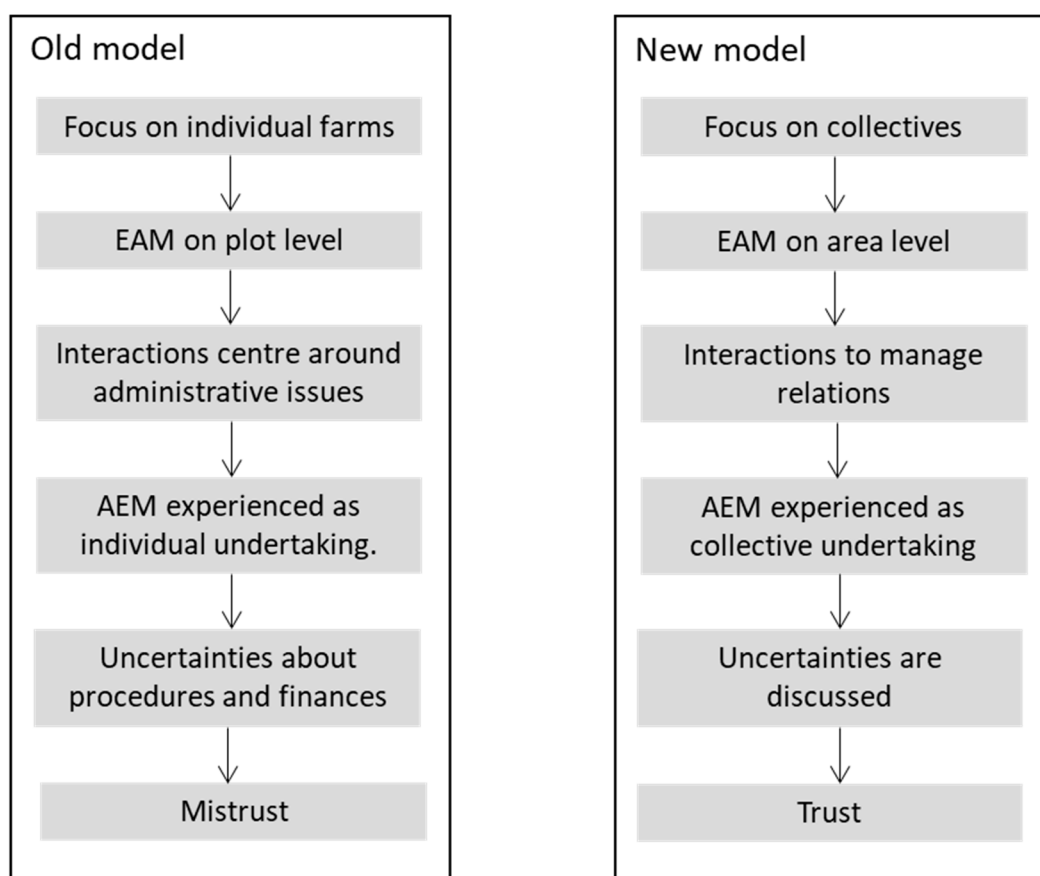 Old model
Focus on individual farms
EAM on plot level
Interactions centre around
administrative issues
AEM experienced as
individual undertaking.
Uncertainties about
procedures and finances
Mistrust
New model
Focus on collectives
EAM on area level
Interactions to manage
relations
AEM experienced as
collective undertaking
Uncertainties are
discussed
Trust